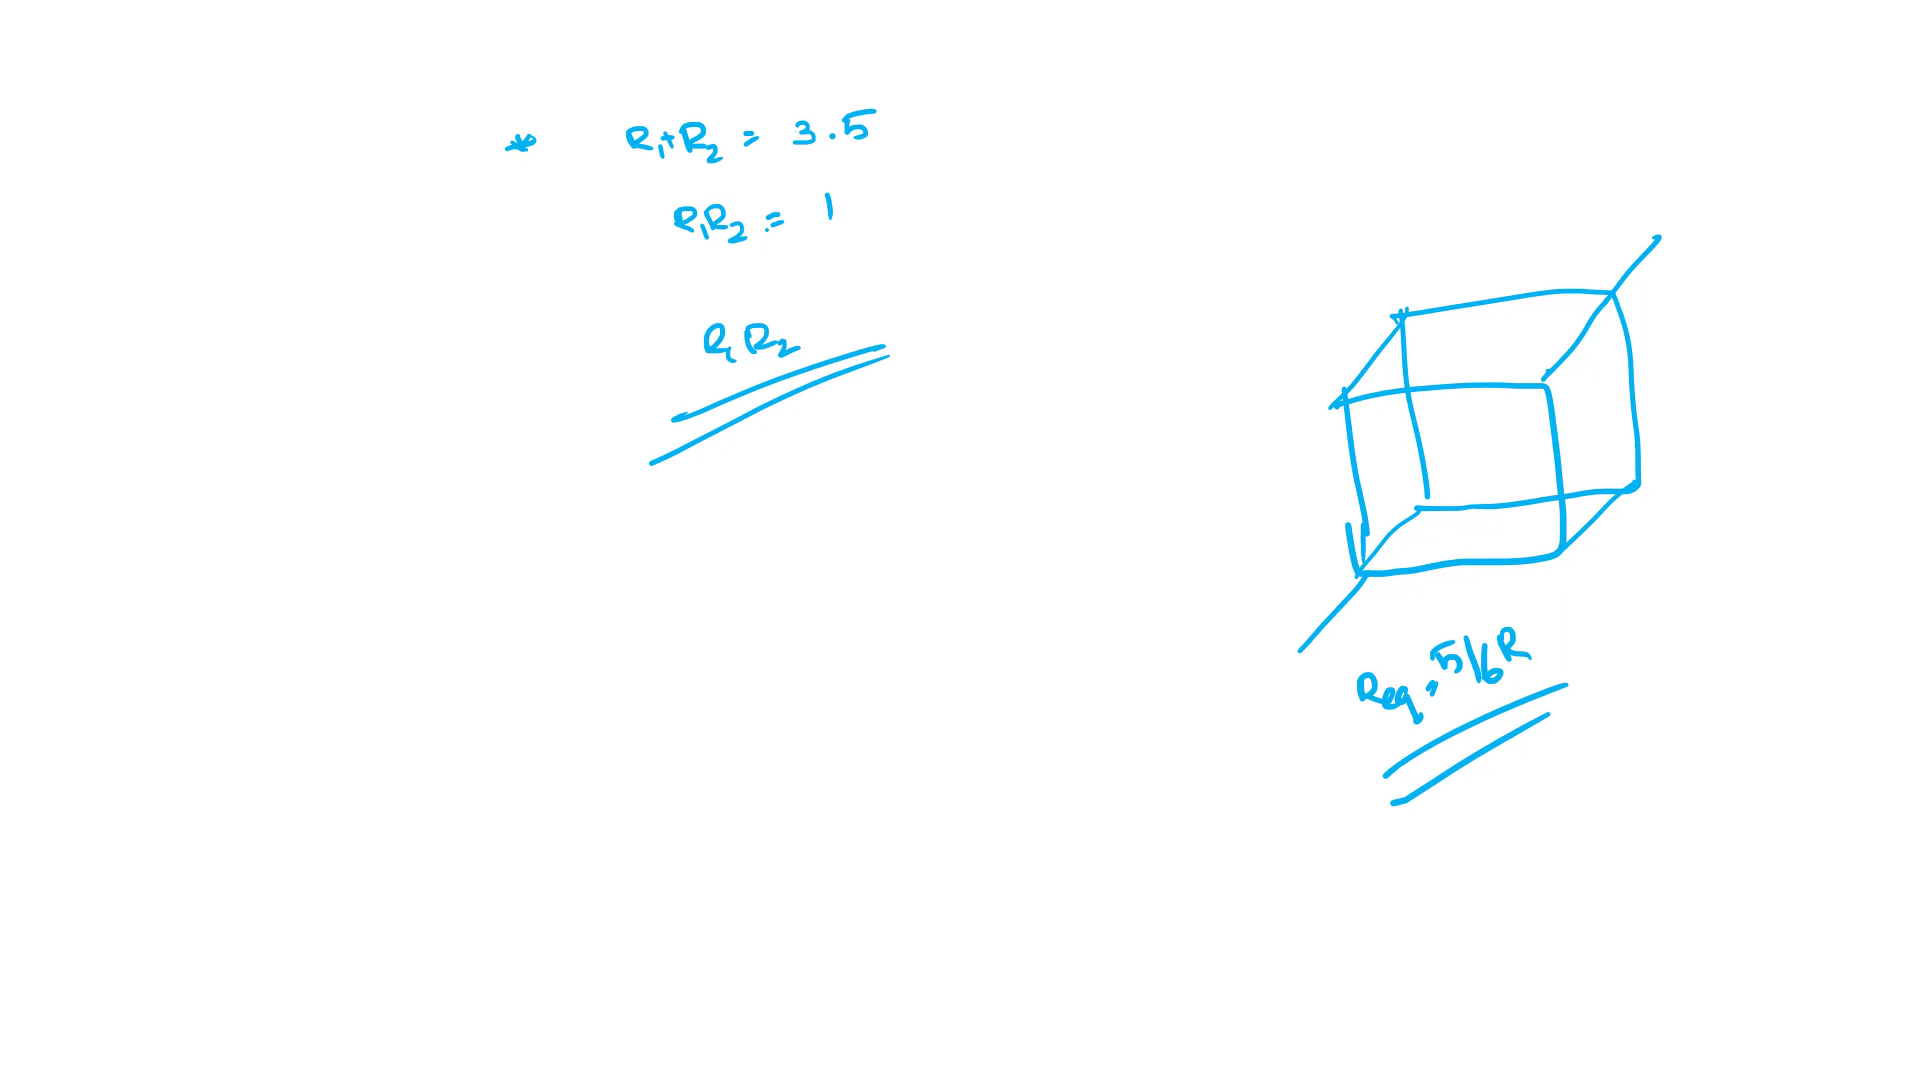 * R₁+R₂ = 3.5
R₁R₂ = 1
R₁R₂
Req = 5/6R